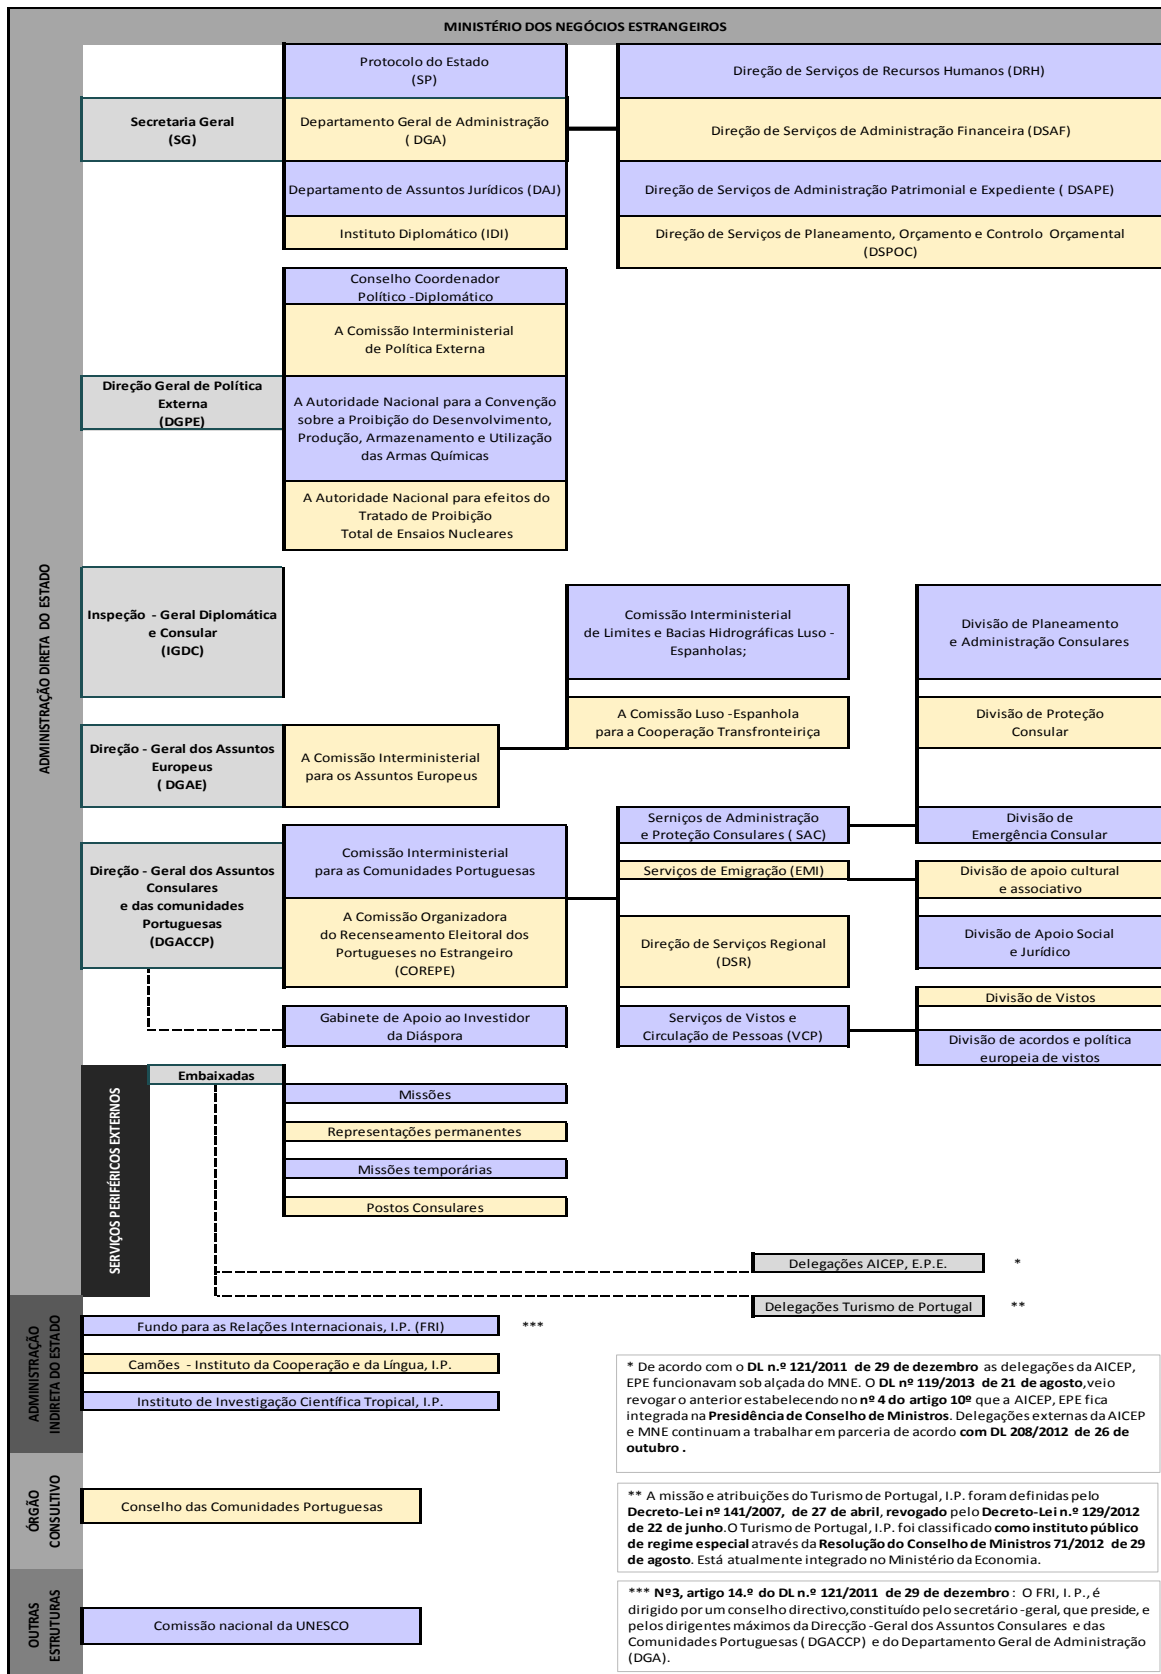 MINISTÉRIO DOS NEGÓCIOS ESTRANGEIROS
ADMINISTRAÇÃO DIRETA DO ESTADO
Secretaria Geral
(SG)
Protocolo do Estado
(SP)
Departamento Geral de Administração
( DGA)
Departamento de Assuntos Jurídicos (DAJ)
Instituto Diplomático (IDI)
Direção de Serviços de Recursos Humanos (DRH)
Direção de Serviços de Administração Financeira (DSAF)
Direção de Serviços de Administração Patrimonial e Expediente ( DSAPE)
Direção de Serviços de Planeamento, Orçamento e Controlo Orçamental
(DSPOC)
Direção Geral de Política
Externa
(DGPE)
Conselho Coordenador
Político -Diplomático
A Comissão Interministerial
de Política Externa
A Autoridade Nacional para a Convenção
sobre a Proibição do Desenvolvimento,
Produção, Armazenamento e Utilização
das Armas Químicas
A Autoridade Nacional para efeitos do
Tratado de Proibição
Total de Ensaios Nucleares
Inspeção - Geral Diplomática
e Consular
(IGDC)
Direção - Geral dos Assuntos
Europeus
( DGAE)
A Comissão Interministerial
para os Assuntos Europeus
Comissão Interministerial
de Limites e Bacias Hidrográficas Luso -
Espanholas;
A Comissão Luso -Espanhola
para a Cooperação Transfronteiriça
Direção - Geral dos Assuntos
Consulares
e das comunidades
Portuguesas
(DGACCP)
Comissão Interministerial
para as Comunidades Portuguesas
A Comissão Organizadora
do Recenseamento Eleitoral dos
Portugueses no Estrangeiro
(COREPE)
Gabinete de Apoio ao Investidor
da Diáspora
Serniços de Administração
e Proteção Consulares ( SAC)
Serviços de Emigração (EMI)
Direção de Serviços Regional
(DSR)
Serviços de Vistos e
Circulação de Pessoas (VCP)
Divisão de Planeamento
e Administração Consulares
Divisão de Proteção
Consular
Divisão de
Emergência Consular
Divisão de apoio cultural
e associativo
Divisão de Apoio Social
e Jurídico
Divisão de Vistos
Divisão de acordos e política
europeia de vistos
SERVIÇOS PERIFÉRICOS EXTERNOS
Embaixadas
Missões
Representações permanentes
Missões temporárias
Postos Consulares
Delegações AICEP, E.P.E. *
Delegações Turismo de Portugal **
ADMINISTRAÇÃO
INDIRETA DO ESTADO
Fundo para as Relações Internacionais, I.P. (FRI) ***
Camões - Instituto da Cooperação e da Língua, I.P.
Instituto de Investigação Científica Tropical, I.P.
ÓRGÃO
CONSULTIVO
Conselho das Comunidades Portuguesas
OUTRAS
ESTRUTURAS
Comissão nacional da UNESCO
* De acordo com o DL n.º 121/2011 de 29 de dezembro as delegações da AICEP,
EPE funcionavam sob alçada do MNE. O DL nº 119/2013 de 21 de agosto,veio
revogar o anterior estabelecendo no nº 4 do artigo 10º que a AICEP, EPE fica
integrada na Presidência de Conselho de Ministros. Delegações externas da AICEP
e MNE continuam a trabalhar em parceria de acordo com DL 208/2012 de 26 de
outubro .
** A missão e atribuições do Turismo de Portugal, I.P. foram definidas pelo
Decreto-Lei nº 141/2007, de 27 de abril, revogado pelo Decreto-Lei n.º 129/2012
de 22 de junho.O Turismo de Portugal, I.P. foi classificado como instituto público
de regime especial através da Resolução do Conselho de Ministros 71/2012 de 29
de agosto. Está atualmente integrado no Ministério da Economia.
*** Nº3, artigo 14.º do DL n.º 121/2011 de 29 de dezembro : O FRI, I. P., é
dirigido por um conselho directivo,constituído pelo secretário -geral, que preside, e
pelos dirigentes máximos da Direcção -Geral dos Assuntos Consulares e das
Comunidades Portuguesas ( DGACCP) e do Departamento Geral de Administração
(DGA).